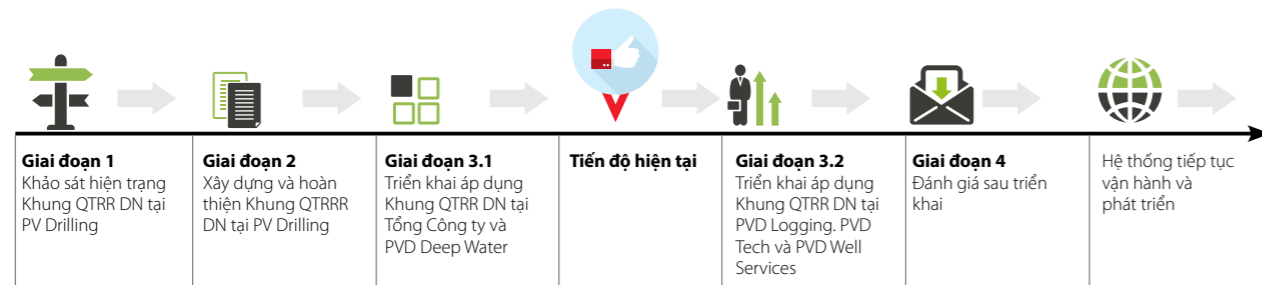 Giai đoạn 1
Khảo sát hiện trạng
Khung QTRR DN tại
PV Drilling
Giai đoạn 2
Xây dựng và hoàn
thiện Khung QTRRR
DN tại PV Drilling
Giai đoạn 3.1
Triển khai áp dụng
Khung QTRR DN tại
Tổng Công ty và
PVD Deep Water
Tiến độ hiện tại
Giai đoạn 3.2
Triển khai áp dụng
Khung QTRR DN tại
PVD Logging. PVD
Tech và PVD Well
Services
Giai đoạn 4
Đánh giá sau triển
khai
Hệ thống tiếp tục
vận hành và
phát triển